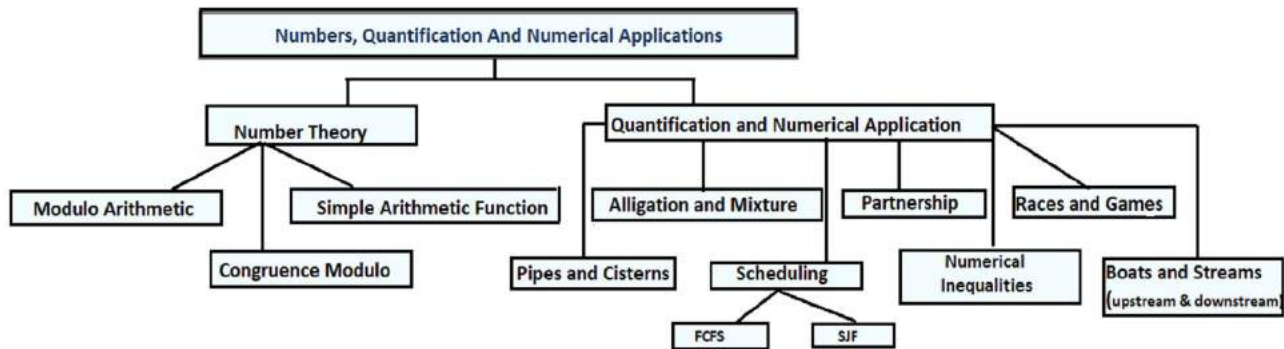 Numbers, Quantification And Numerical Applications
Number Theory
Quantification and Numerical Application
Modulo Arithmetic
Simple Arithmetic Function
Alligation and Mixture
Partnership
Races and Games
Congruence Modulo
Pipes and Cisterns
Scheduling
Numerical
Inequalities
Boats and Streams
(upstream & downstream)
FCFS
SJF